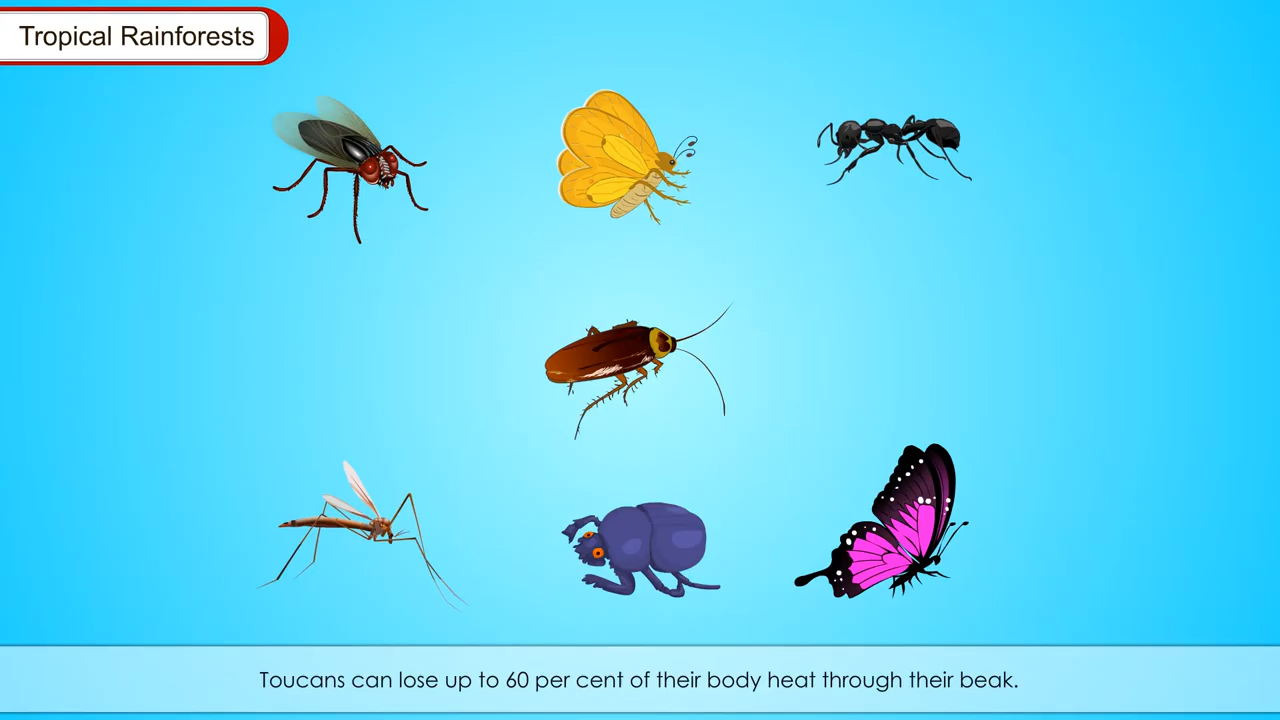 Tropical Rainforests
Toucans can lose up to 60 per cent of their body heat through their beak.